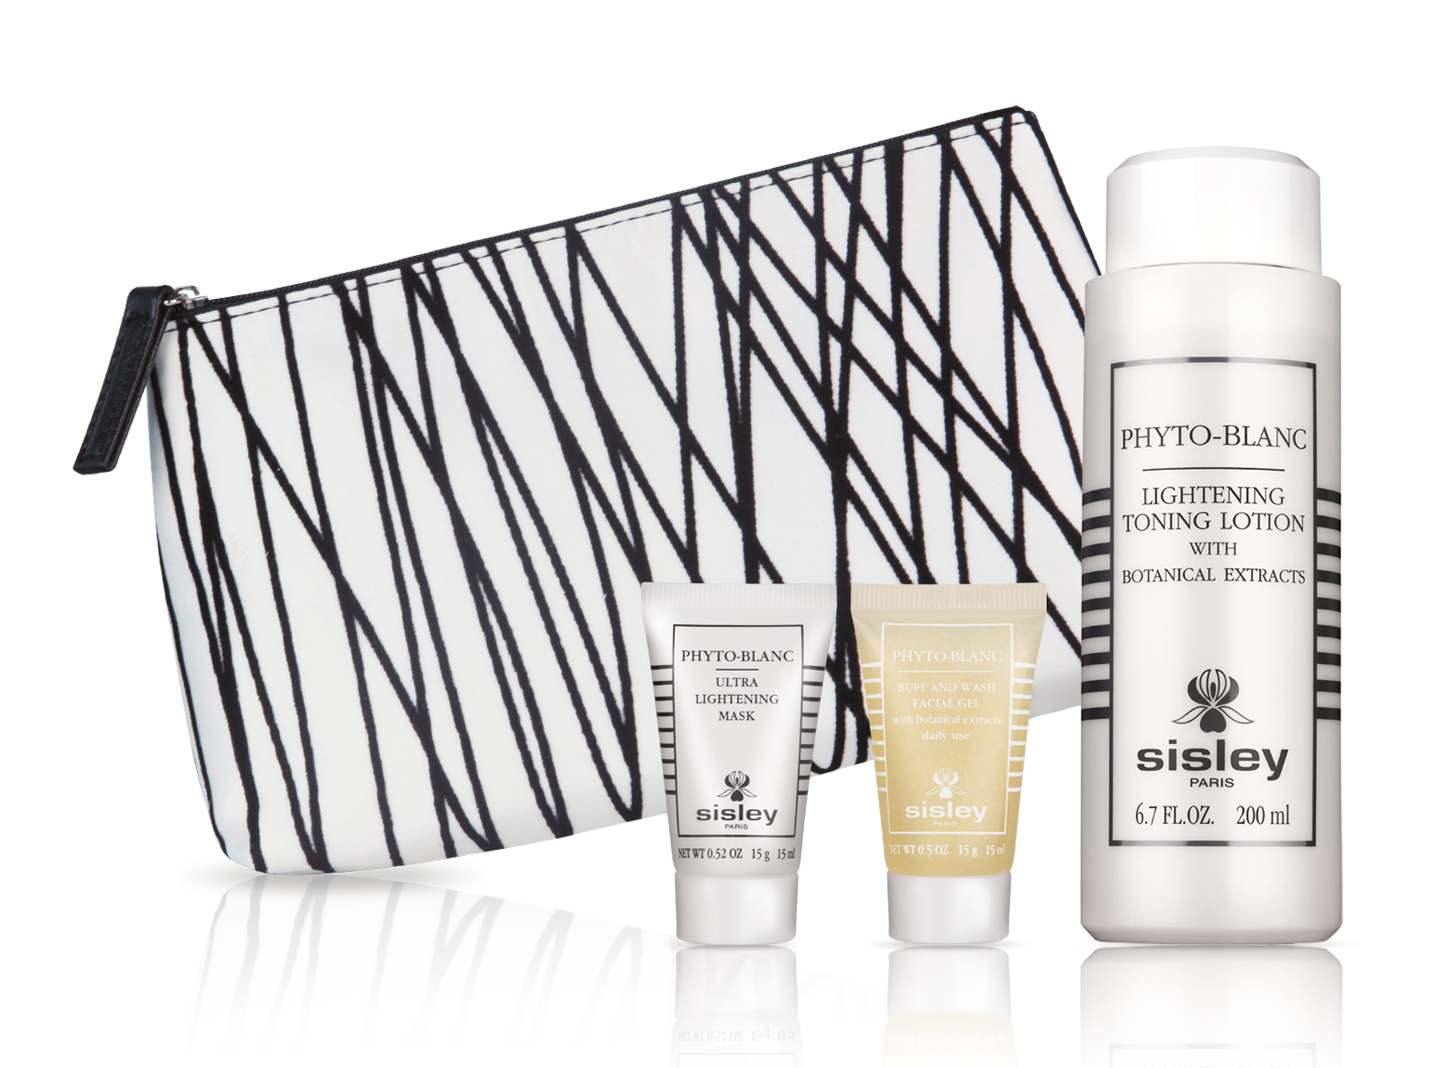 PHYTO-BLANC
ULTRA
LIGHTENING
MASK
sisley
PARIS
NET WT 0.52 OZ 15 g 15 ml
PHYTO-BLANC
BUFF AND WASH
FACIAL GEL
with botanical extracts
daily use
sisley
PARIS
NET WT 0.5 OZ 15 g 15 ml
PHYTO-BLANC
LIGHTENING
TONING LOTION
WITH
BOTANICAL EXTRACTS
sisley
PARIS
6.7 FL.OZ. 200 ml